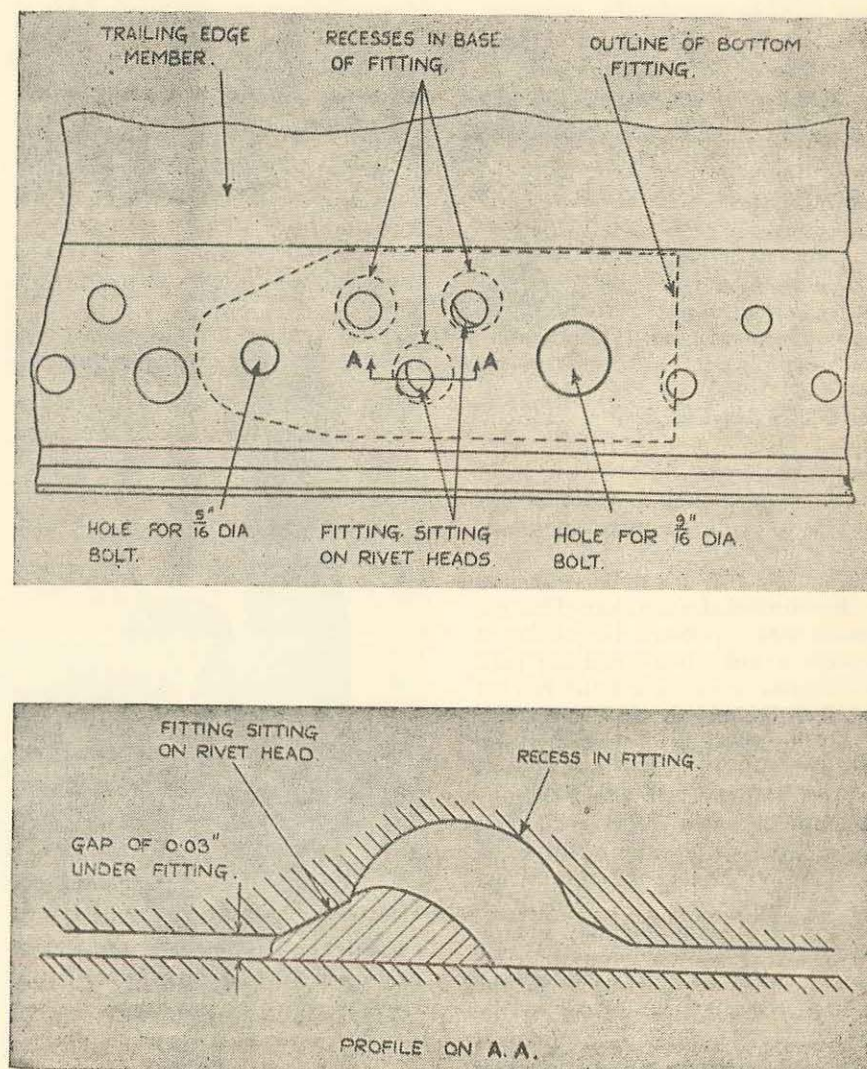 TRAILING EDGE
MEMBER.
RECESSES IN BASE
OF FITTING.
OUTLINE OF BOTTOM
FITTING.
A
A
HOLE FOR 5/16" DIA
BOLT.
FITTING. SITTING
ON RIVET HEADS.
HOLE FOR 9/16" DIA.
BOLT.
FITTING SITTING
ON RIVET HEAD.
RECESS IN FITTING.
GAP OF 0·03"
UNDER FITTING.
PROFILE ON A.A.